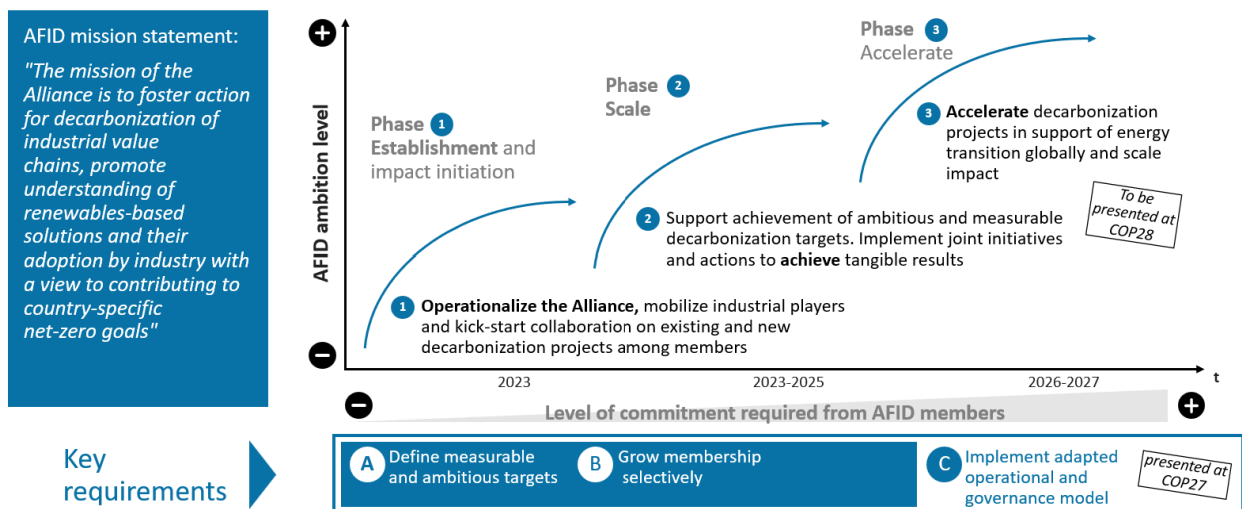 AFID mission statement:
"The mission of the
Alliance is to foster action
for decarbonization of
industrial value
chains, promote
understanding of
renewables-based
solutions and their
adoption by industry with
a view to contributing to
country-specific
net-zero goals"
AFID ambition level
Phase 1
Establishment and
impact initiation
Phase 2
Scale
Phase 3
Accelerate
3 Accelerate decarbonization
projects in support of energy
transition globally and scale
impact
To be
presented at
COP28
2 Support achievement of ambitious and measurable
decarbonization targets. Implement joint initiatives
and actions to achieve tangible results
1 Operationalize the Alliance, mobilize industrial players
and kick-start collaboration on existing and new
decarbonization projects among members
2023
2023-2025
2026-2027
t
Level of commitment required from AFID members
Key
requirements
A Define measurable
and ambitious targets
B Grow membership
selectively
C Implement adapted
operational and
governance model
presented at
COP27